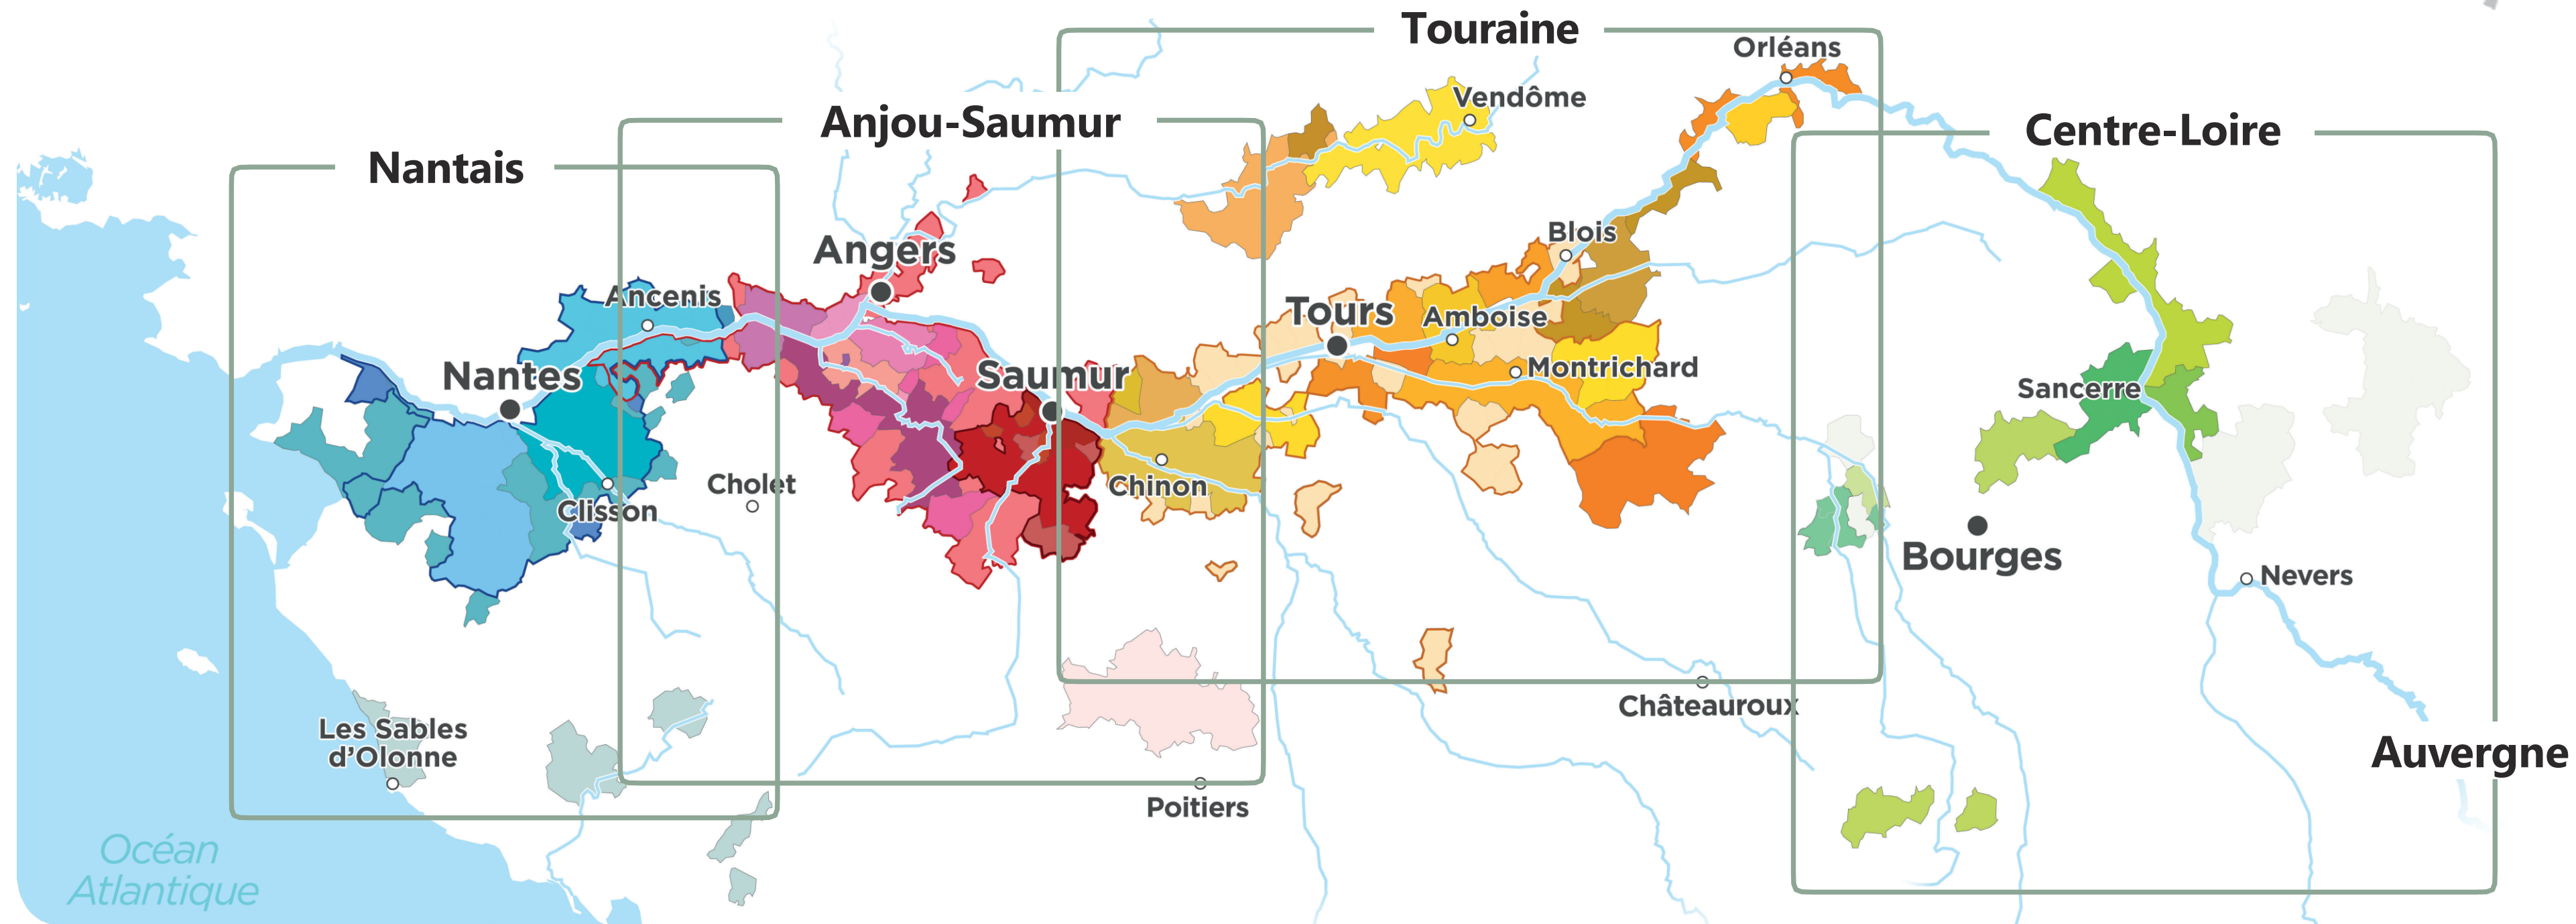 Touraine
Orléans
Vendôme
Anjou-Saumur
Centre-Loire
Nantais
Blois
Angers
Ancenis
Tours
Amboise
Montrichard
Nantes
Saumur
Sancerre
Cholet
Chinon
Clisson
Bourges
Nevers
Châteauroux
Les Sables
d'Olonne
Auvergne
Poitiers
Océan
Atlantique